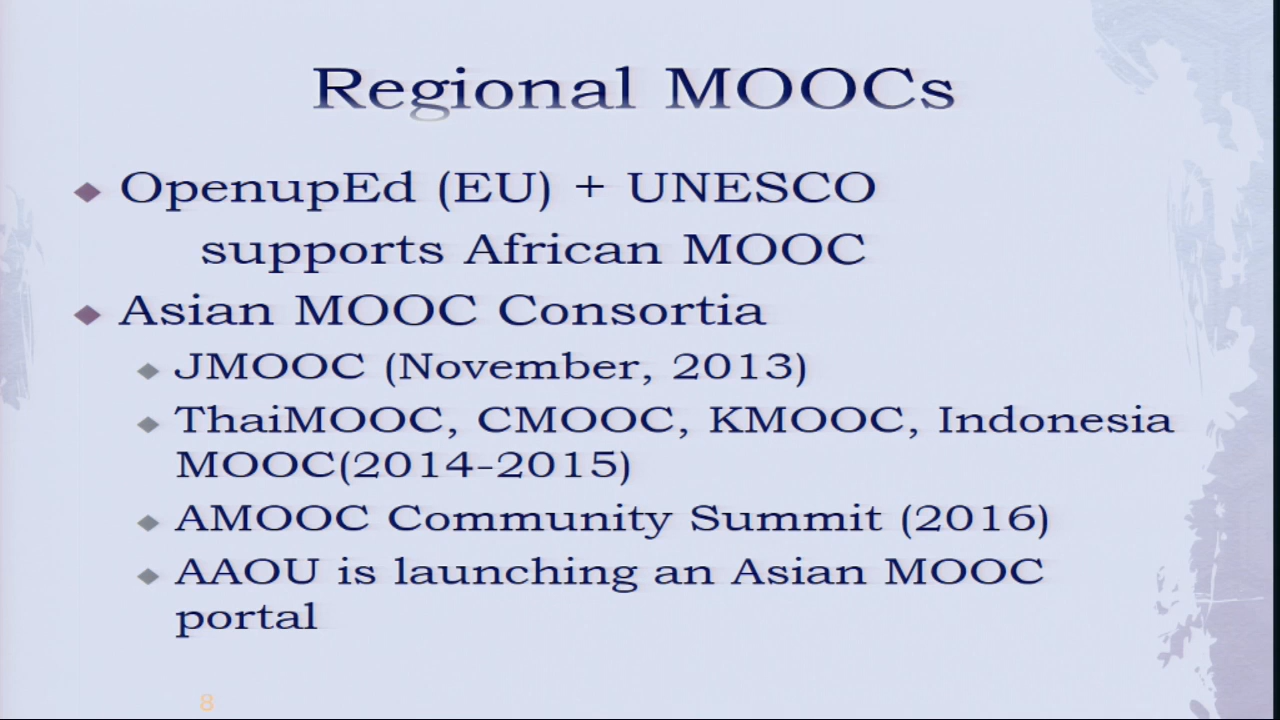 Regional MOOCs
OpenupEd (EU) + UNESCO
supports African MOOC
Asian MOOC Consortia
JMOOC (November, 2013)
ThaiMOOC, CMOOC, KMOOC, Indonesia
MOOC(2014-2015)
AMOOC Community Summit (2016)
AAOU is launching an Asian MOOC
portal
8